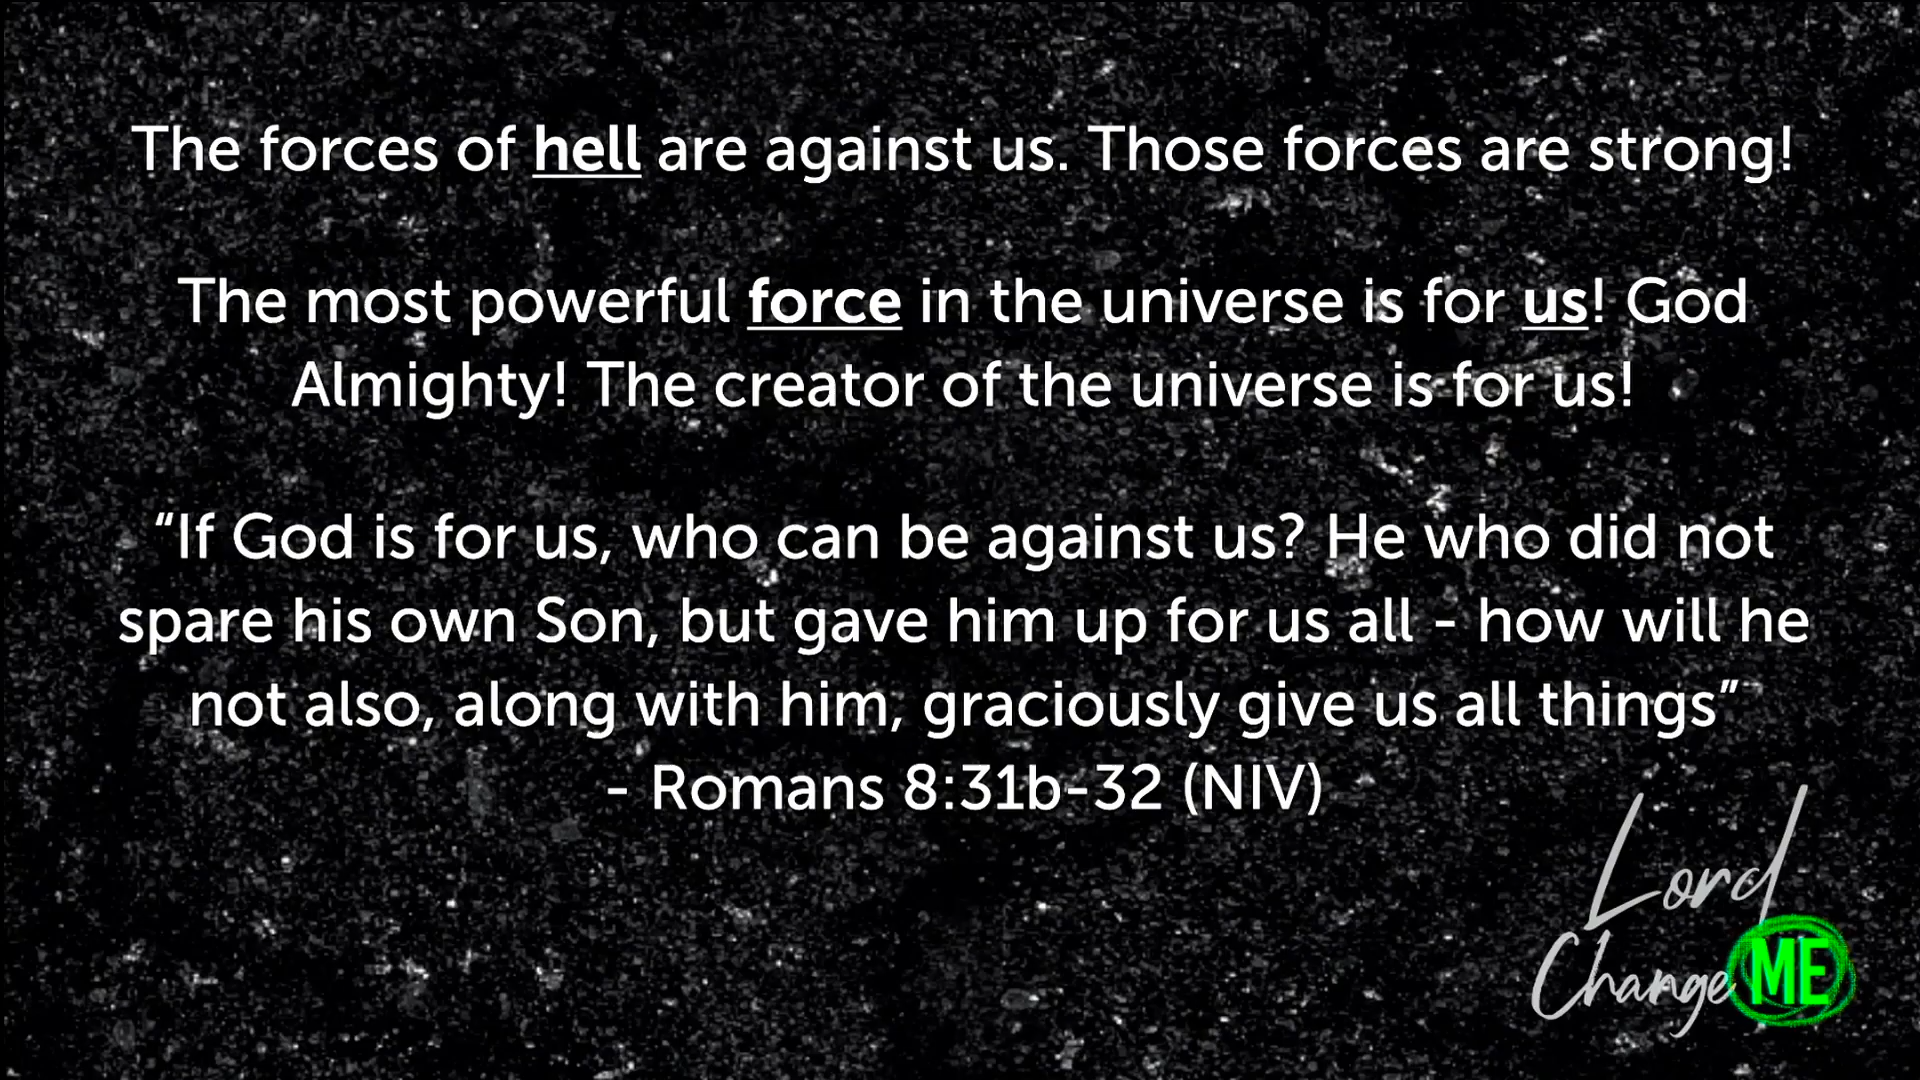 The forces of hell are against us. Those forces are strong!
The most powerful force in the universe is for us! God
Almighty! The creator of the universe is for us!
“If God is for us, who can be against us? He who did not
spare his own Son, but gave him up for us all - how will he
not also, along with him, graciously give us all things”
- Romans 8:31b-32 (NIV)
Lord
Change ME